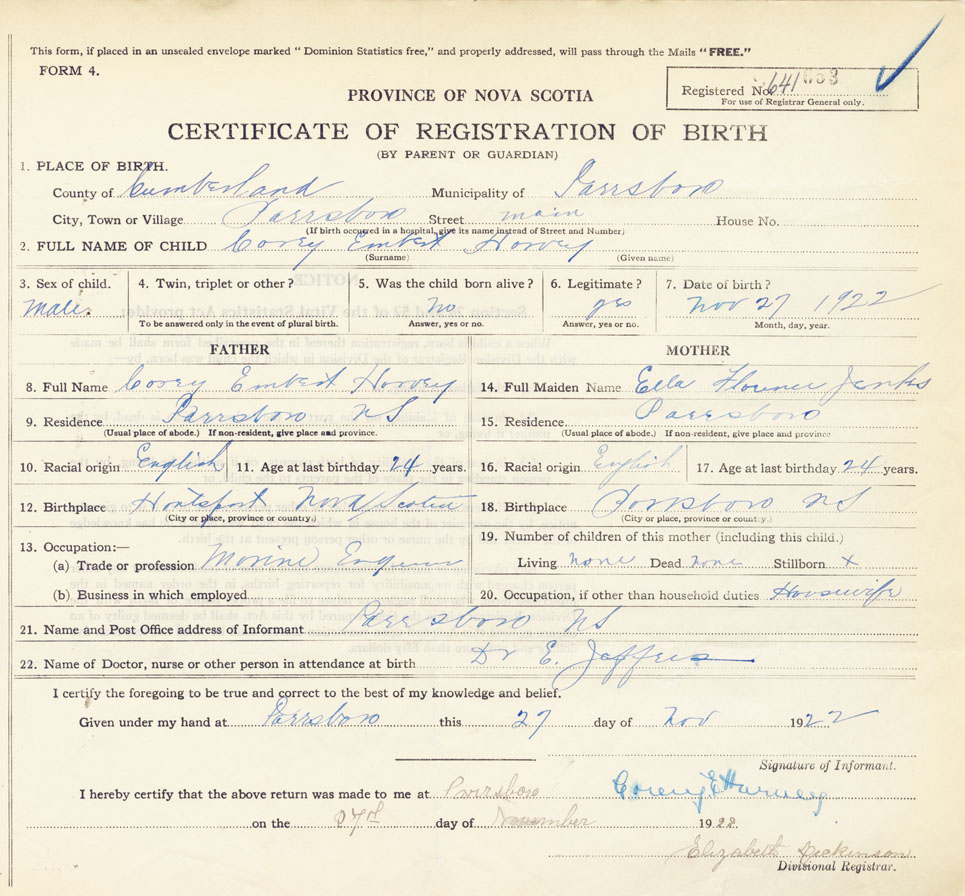 This form, if placed in an unsealed envelope marked "Dominion Statistics free," and properly addressed, will pass through the Mails "FREE."
FORM 4.
Registered No. 641
For use of Registrar General only.
PROVINCE OF NOVA SCOTIA
CERTIFICATE OF REGISTRATION OF BIRTH
(BY PARENT OR GUARDIAN)
1. PLACE OF BIRTH.
County of Cumberland Municipality of Parrsboro
City, Town or Village Parrsboro Street main House No.
(If birth occurred in a hospital, give its name instead of Street and Number)
2. FULL NAME OF CHILD Corey Embert Harvey
(Surname) (Given name)
3. Sex of child. 4. Twin, triplet or other? 5. Was the child born alive? 6. Legitimate? 7. Date of birth?
Male. No yes Nov 27 1922
To be answered only in the event of plural birth. Answer, yes or no. Answer, yes or no. Month, day, year.
FATHER MOTHER
8. Full Name Corey Embert Harvey 14. Full Maiden Name Ella Florence Jenks
9. Residence Parrsboro NS 15. Residence Parrsboro
(Usual place of abode.) If non-resident, give place and province. (Usual place of abode.) If non-resident, give place and province
10. Racial origin English 11. Age at last birthday 24 years. 16. Racial origin English 17. Age at last birthday 24 years.
12. Birthplace Hantsport Nova Scotia 18. Birthplace Parrsboro NS
(City or place, province or country.) (City or place, province or country.)
13. Occupation:— 19. Number of children of this mother (including this child.)
(a) Trade or profession Marine Engineer Living none Dead none Stillborn x
(b) Business in which employed 20. Occupation, if other than household duties Housewife
21. Name and Post Office address of Informant Parrsboro NS
22. Name of Doctor, nurse or other person in attendance at birth Dr E. Jeffers
I certify the foregoing to be true and correct to the best of my knowledge and belief.
Given under my hand at Parrsboro this 27 day of Nov 1922
Signature of Informant.
I hereby certify that the above return was made to me at Parrsboro Corey E Harvey
on the 27th day of November 1922
Elizabeth Dickinson
Divisional Registrar.